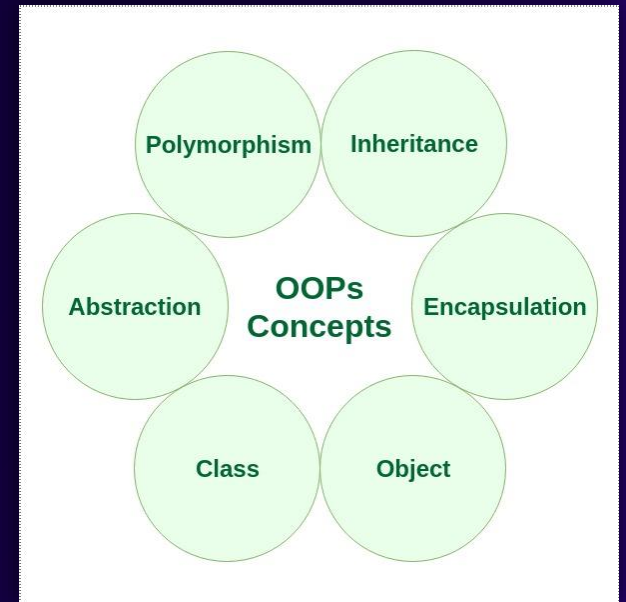 Polymorphism
Inheritance
Abstraction
OOPs
Concepts
Encapsulation
Class
Object